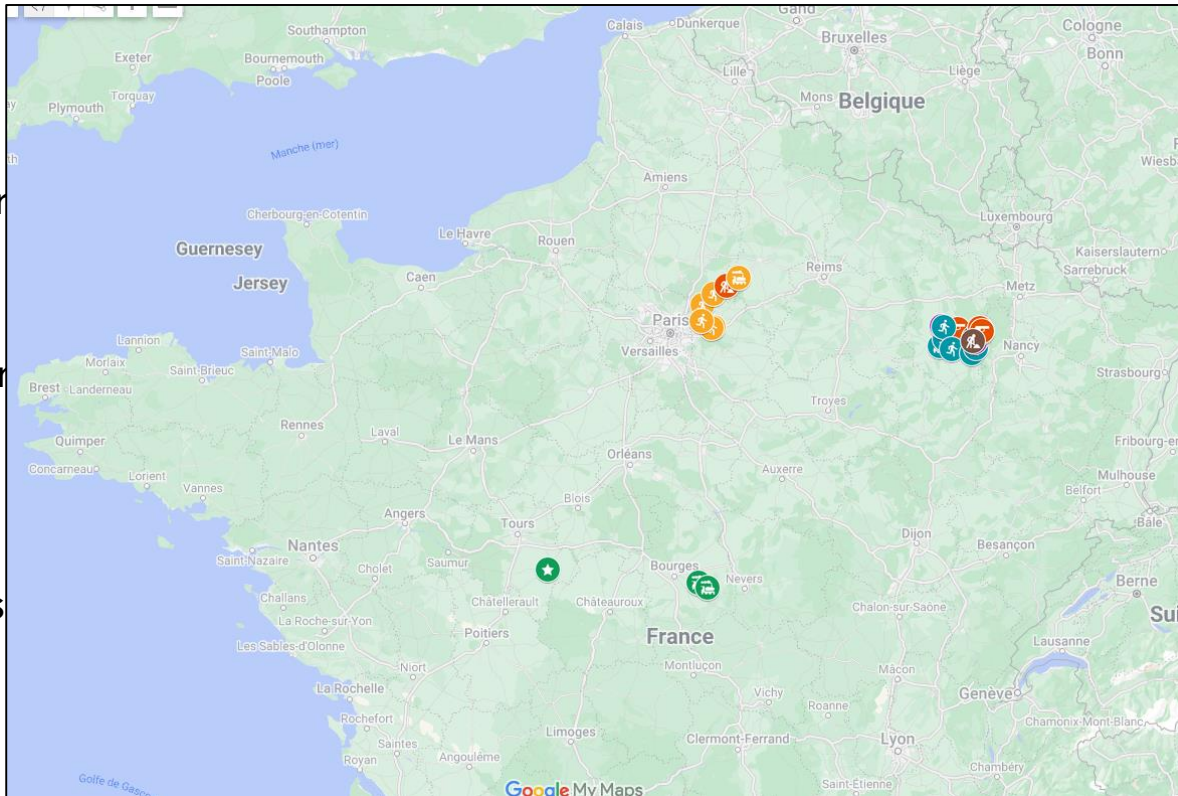 Gand
Calais
Dunkerque
Southampton
Bruxelles
Cologne
Bonn
Exeter
Bournemouth
Poole
Lille
Liège
Torquay
Plymouth
Mons
Belgique
Manche (mer)
Amiens
Cherbourg-en-Cotentin
Luxembourg
Le Havre
Rouen
Guernesey
Kaiserslautern
Reims
Sarrebruck
Caen
Jersey
Metz
Paris
Lannion
Nancy
Versailles
Saint-Malo
Morlaix
Saint-Brieuc
Strasbourg
Brest
Landerneau
Troyes
Rennes
Laval
Le Mans
Quimper
Orléans
Fribourg-en
Concarneau
Auxerre
Mulhouse
Lorient
Vannes
Blois
Belfort
Angers
Tours
Bâle
Dijon
Nantes
Besançon
Saint-Nazaire
Saumur
Bourges
Cholet
Nevers
Berne
Challans
Châtellerault
Châteauroux
Chalon-sur-Saône
Sui
La Roche-sur-Yon
Poitiers
France
Les Sables-d'Olonne
Lausanne
Niort
Montluçon
Mâcon
La Rochelle
Genève
Vichy
Roanne
Rochefort
Chamonix-Mont-Blanc
Limoges
Clermont-Ferrand
Lyon
Saintes
Royan
Angoulême
Chambéry
Golfe de Gasco
Saint-Étienne
Google My Maps